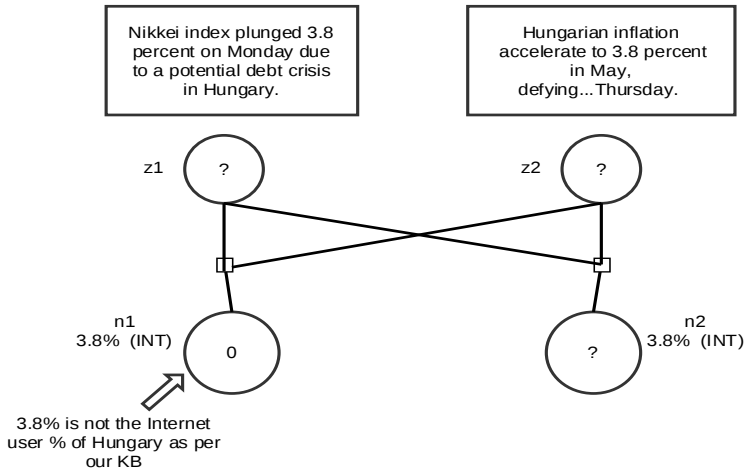 Nikkei index plunged 3.8
percent on Monday due
to a potential debt crisis
in Hungary.
Hungarian inflation
accelerate to 3.8 percent
in May,
defying...Thursday.
z1
?
z2
?
n1
3.8% (INT)
0
?
n2
3.8% (INT)
3.8% is not the Internet
user % of Hungary as per
our KB